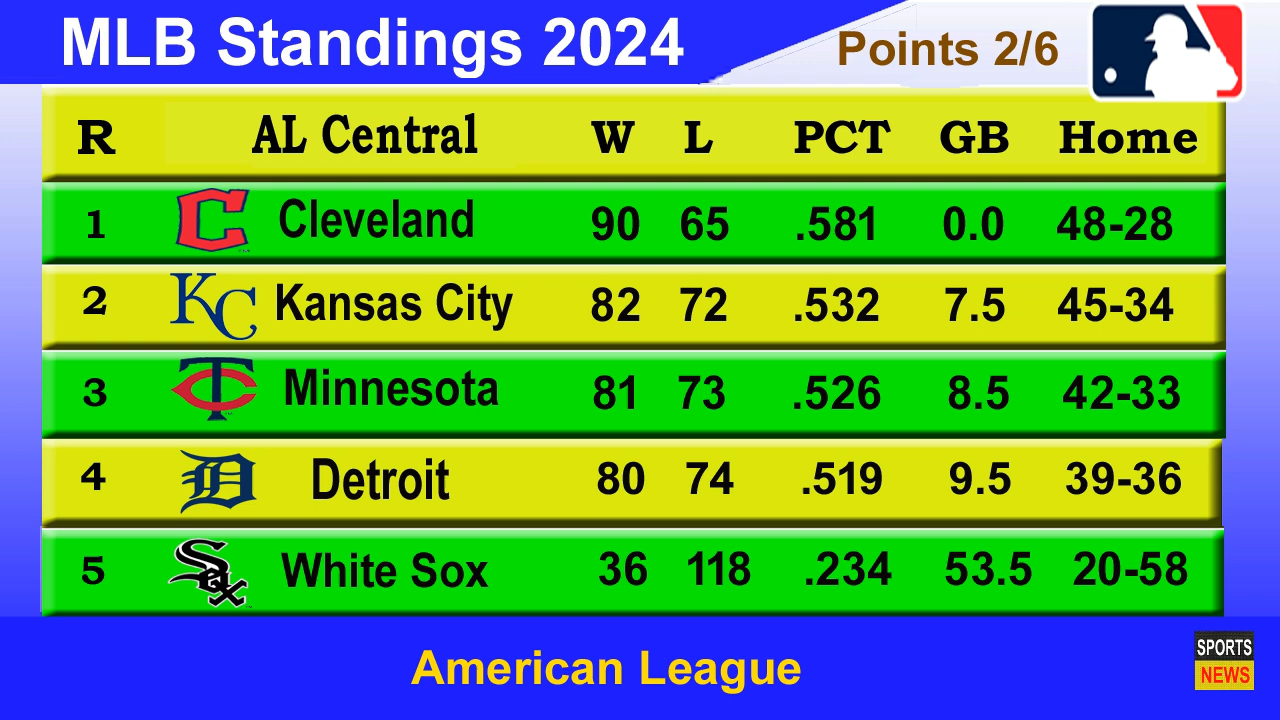 MLB Standings 2024
Points 2/6
R AL Central W L PCT GB Home
1 C Cleveland 90 65 .581 0.0 48-28
2 KC Kansas City 82 72 .532 7.5 45-34
3 TC Minnesota 81 73 .526 8.5 42-33
4 D Detroit 80 74 .519 9.5 39-36
5 Sox White Sox 36 118 .234 53.5 20-58
American League
SPORTS
NEWS